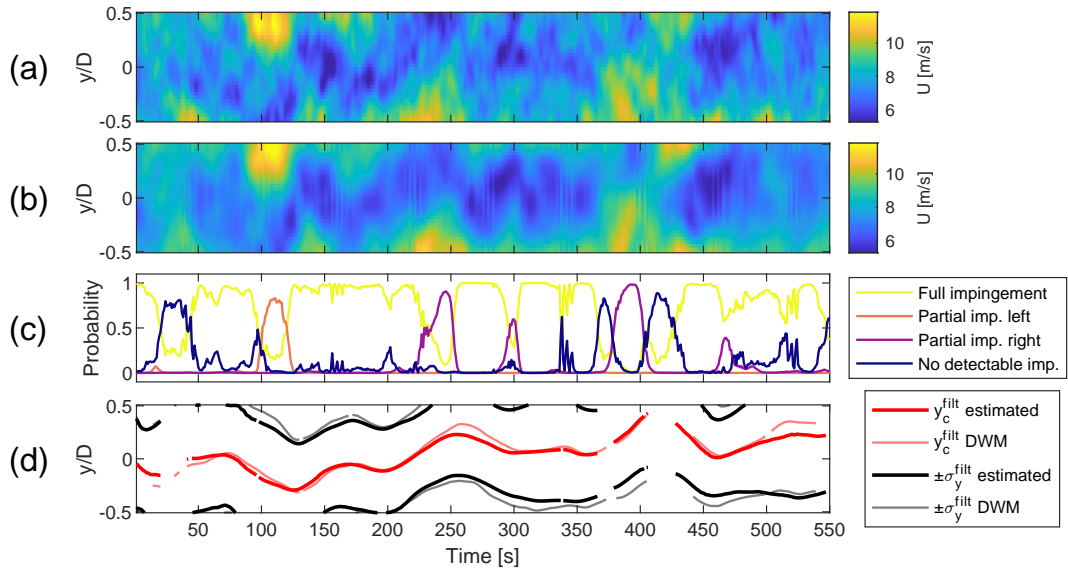 (a)
y/D
0.5
0
-0.5
10
8
6
U [m/s]
(b)
y/D
0.5
0
-0.5
10
8
6
U [m/s]
(c)
Probability
1
0.5
0
Full impingement
Partial imp. left
Partial imp. right
No detectable imp.
(d)
y/D
0.5
0
-0.5
y_c^filt estimated
y_c^filt DWM
±σ_y^filt estimated
±σ_y^filt DWM
50 100 150 200 250 300 350 400 450 500 550
Time [s]